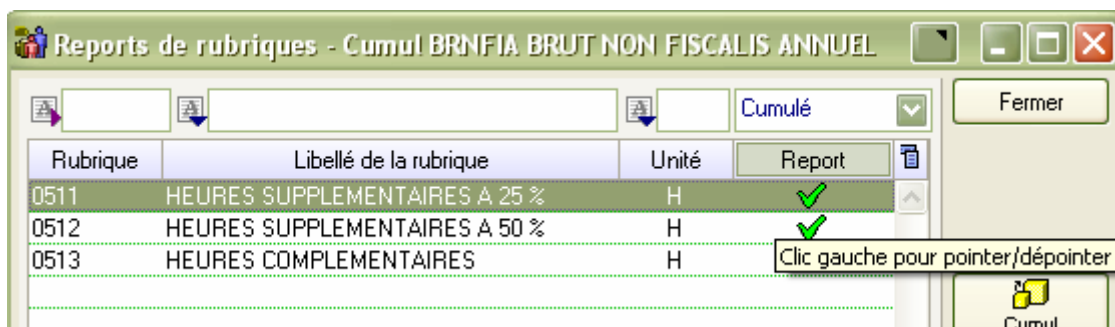 Reports de rubriques - Cumul BRNFIA BRUT NON FISCALIS ANNUEL
Cumulé
Fermer
Rubrique Libellé de la rubrique Unité Report
0511 HEURES SUPPLEMENTAIRES A 25 % H
0512 HEURES SUPPLEMENTAIRES A 50 % H
0513 HEURES COMPLEMENTAIRES H
Clic gauche pour pointer/dépointer
Cumul